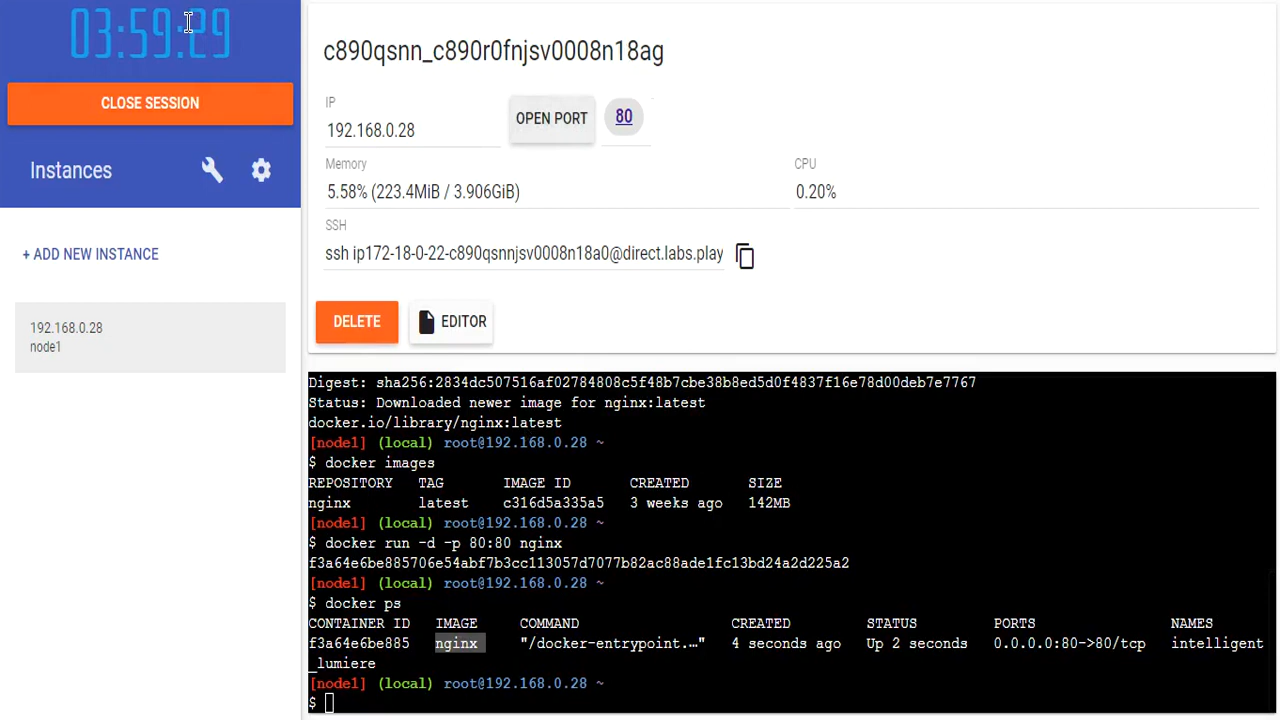 03:59:29
CLOSE SESSION
Instances
+ ADD NEW INSTANCE
192.168.0.28
node1
c890qsnn_c890r0fnjsv0008n18ag
IP
192.168.0.28
OPEN PORT
80
Memory
5.58% (223.4MiB / 3.906GiB)
CPU
0.20%
SSH
ssh ip172-18-0-22-c890qsnnjsv0008n18a0@direct.labs.play
DELETE
EDITOR
Digest: sha256:2834dc507516af02784808c5f48b7cbe38b8ed5d0f4837f16e78d00deb7e7767
Status: Downloaded newer image for nginx:latest
docker.io/library/nginx:latest
[node1] (local) root@192.168.0.28 ~
$ docker images
REPOSITORY TAG IMAGE ID CREATED SIZE
nginx latest c316d5a335a5 3 weeks ago 142MB
[node1] (local) root@192.168.0.28 ~
$ docker run -d -p 80:80 nginx
f3a64e6be885706e54abf7b3cc113057d7077b82ac88ade1fc13bd24a2d225a2
[node1] (local) root@192.168.0.28 ~
$ docker ps
CONTAINER ID IMAGE COMMAND CREATED STATUS PORTS NAMES
f3a64e6be885 nginx "/docker-entrypoint.…" 4 seconds ago Up 2 seconds 0.0.0.0:80->80/tcp intelligent
_lumiere
[node1] (local) root@192.168.0.28 ~
$